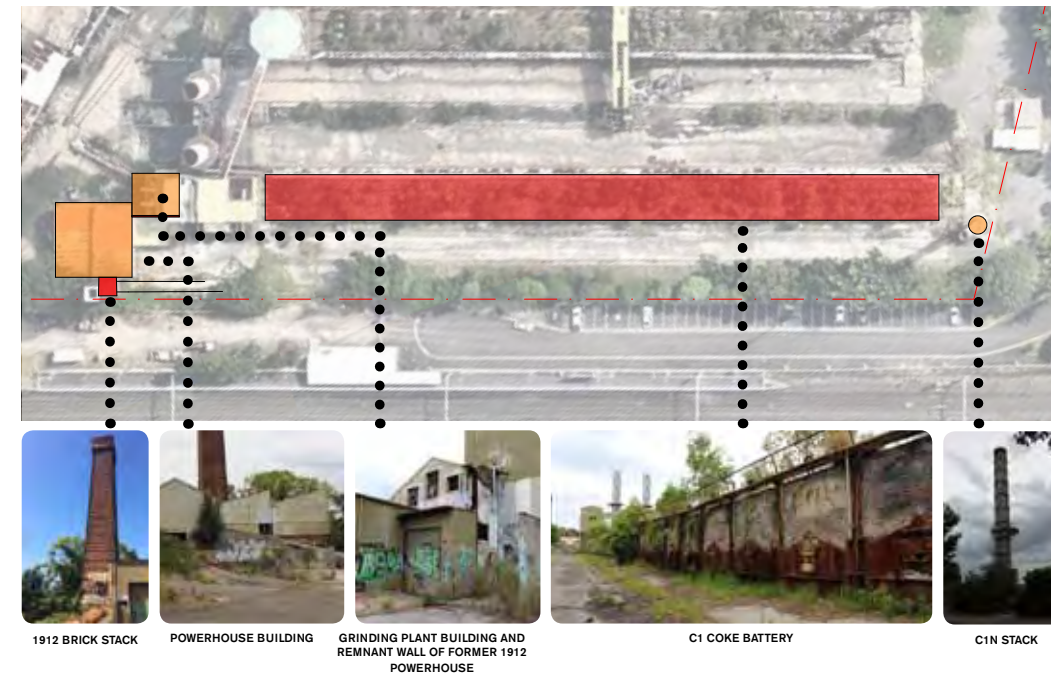 1912 BRICK STACK
POWERHOUSE BUILDING
GRINDING PLANT BUILDING AND
REMNANT WALL OF FORMER 1912
POWERHOUSE
C1 COKE BATTERY
C1N STACK